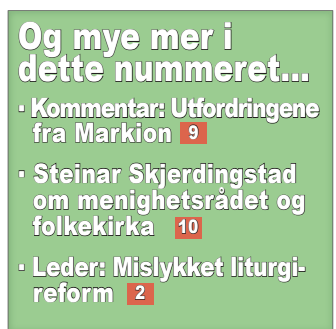 Og mye mer i
dette nummeret...
· Kommentar: Utfordringene
fra Markion 9
· Steinar Skjerdingstad
om menighetsrådet og
folkekirka 10
· Leder: Mislykket liturgi-
reform 2